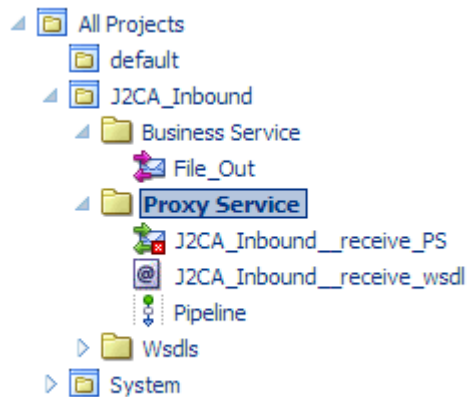 All Projects
default
J2CA_Inbound
Business Service
File_Out
Proxy Service
J2CA_Inbound__receive_PS
J2CA_Inbound__receive_wsdl
Pipeline
Wsdls
System